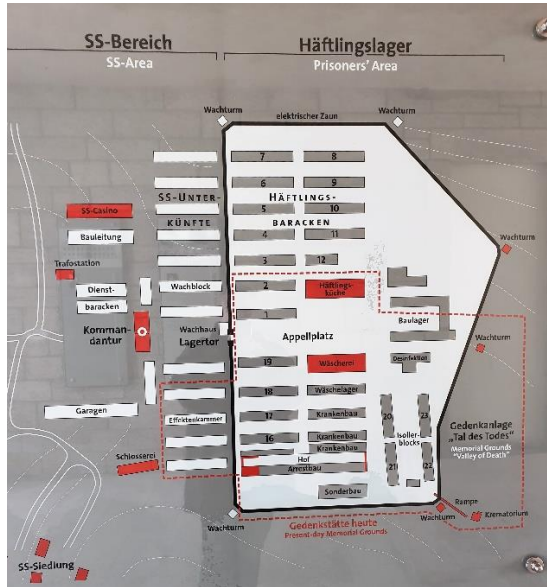 SS-Bereich
SS-Area
Häftlingslager
Prisoners' Area
Wachturm
elektrischer Zaun
Wachturm
7
8
6
9
SS-UNTER-
HÄFTLINGS-
SS-Casino
5
10
KÜNFTE
BARACKEN
Bauleitung
4
11
Wachturm
Trafostation
3
12
Dienst-
baracken
Wachblock
2
Häftlings-
küche
Baulager
Komman-
dantur
Wachhaus
Lagertor
1
Appellplatz
Wachturm
19
Wäscherei
Desinfektion
18
Wäschelager
Garagen
Effektenkammer
17
Krankenbau
20
23
Gedenkanlage
„Tal des Todes"
Memorial Grounds
"Valley of Death"
16
Krankenbau
Isolier-
blocks
Krankenbau
Schlosserei
Hof
Arrestbau
21
22
Sonderbau
Rampe
Wachturm
Gedenkstätte heute
Present-day Memorial Grounds
Wachturm
Krematorium
SS-Siedlung